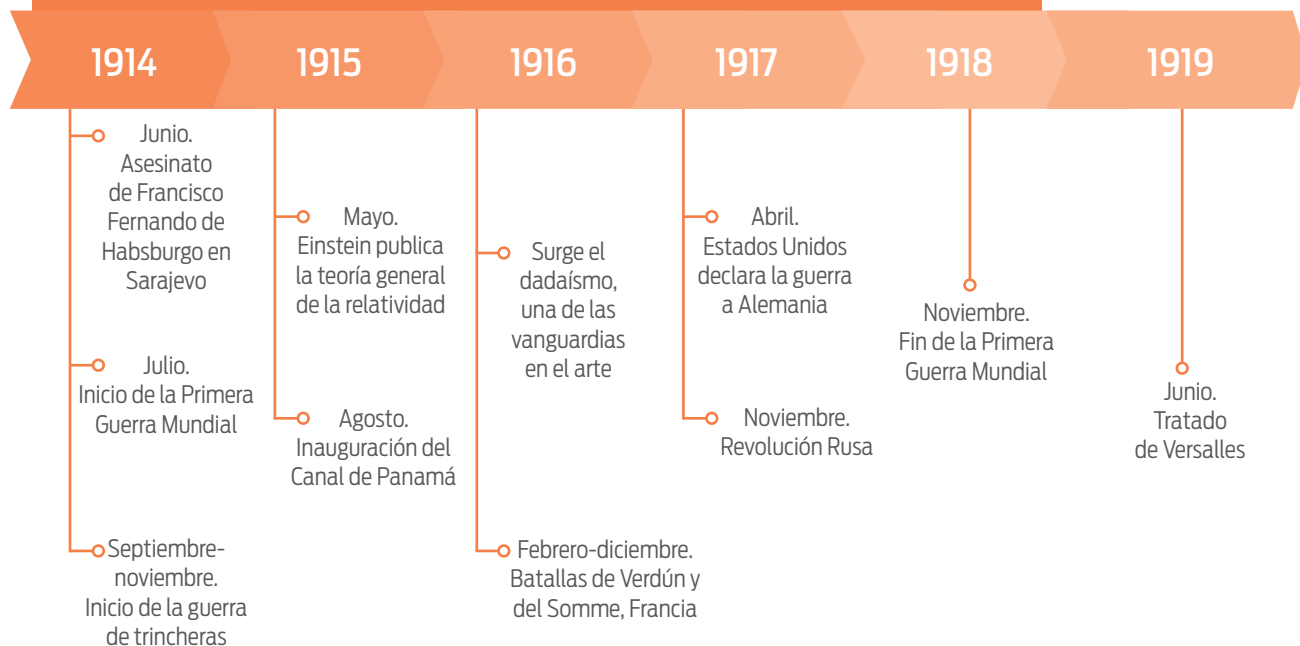 1914
1915
1916
1917
1918
1919
Junio.
Asesinato
de Francisco
Fernando de
Habsburgo en
Sarajevo
Julio.
Inicio de la Primera
Guerra Mundial
Septiembre-
noviembre.
Inicio de la guerra
de trincheras
Mayo.
Einstein publica
la teoría general
de la relatividad
Agosto.
Inauguración del
Canal de Panamá
Surge el
dadaísmo,
una de las
vanguardias
en el arte
Febrero-diciembre.
Batallas de Verdún y
del Somme, Francia
Abril.
Estados Unidos
declara la guerra
a Alemania
Noviembre.
Revolución Rusa
Noviembre.
Fin de la Primera
Guerra Mundial
Junio.
Tratado
de Versalles